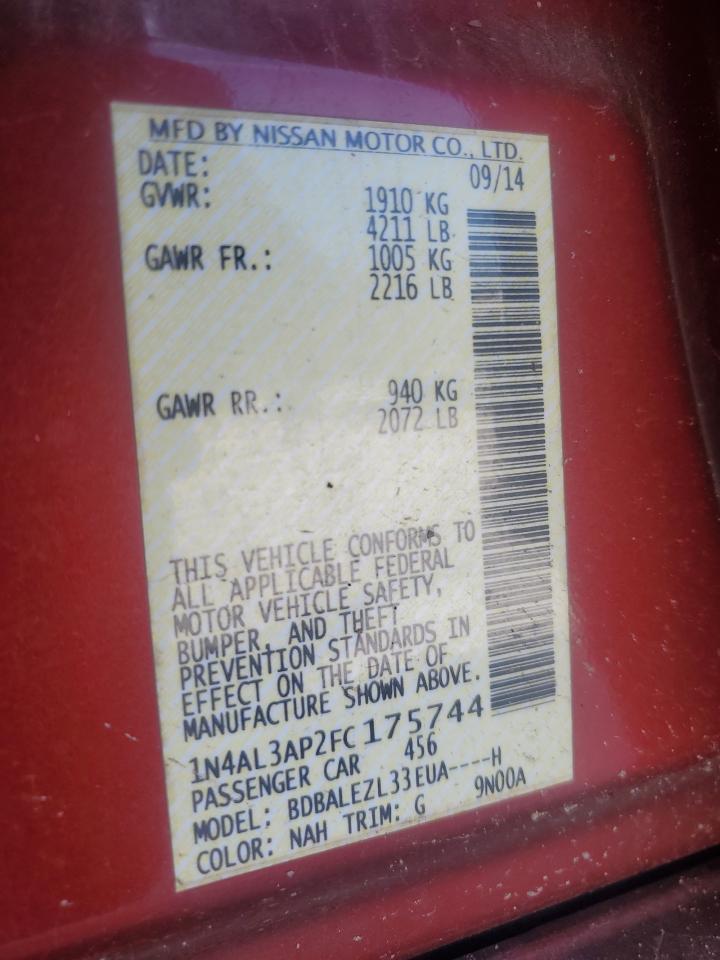 MFD BY NISSAN MOTOR CO., LTD.
DATE: 09/14
GVWR: 1910 KG
4211 LB
GAWR FR.: 1005 KG
2216 LB
GAWR RR.: 940 KG
2072 LB
THIS VEHICLE CONFORMS TO
ALL APPLICABLE FEDERAL
MOTOR VEHICLE SAFETY,
BUMPER, AND THEFT
PREVENTION STANDARDS IN
EFFECT ON THE DATE OF
MANUFACTURE SHOWN ABOVE.
1N4AL3AP2FC175744
PASSENGER CAR 456
MODEL: BDBALEZL33EUA----H
COLOR: NAH TRIM: G 9N00A